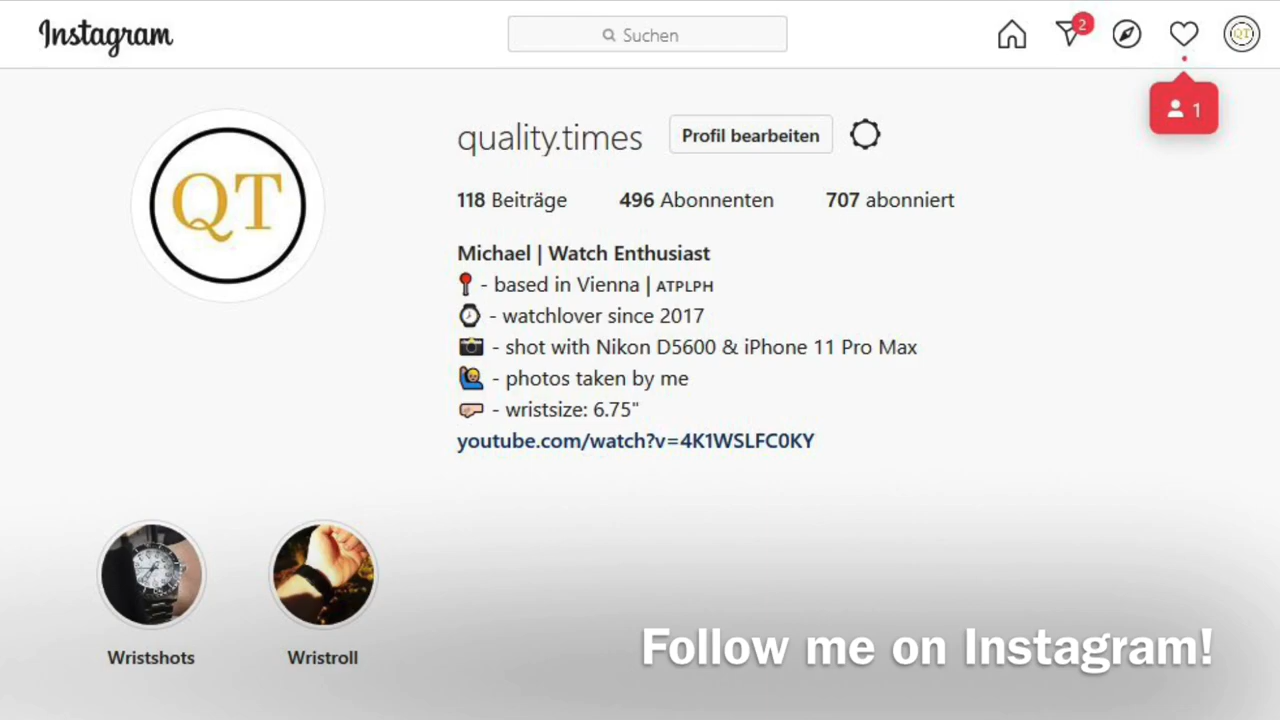 Instagram
Suchen
2
QT
1
QT
quality.times
Profil bearbeiten
118 Beiträge 496 Abonnenten 707 abonniert
Michael | Watch Enthusiast
📍 - based in Vienna | ᴀᴛᴘʟᴘʜ
⌚ - watchlover since 2017
📸 - shot with Nikon D5600 & iPhone 11 Pro Max
🙋 - photos taken by me
🤛 - wristsize: 6.75"
youtube.com/watch?v=4K1WSLFC0KY
Wristshots
Wristroll
Follow me on Instagram!